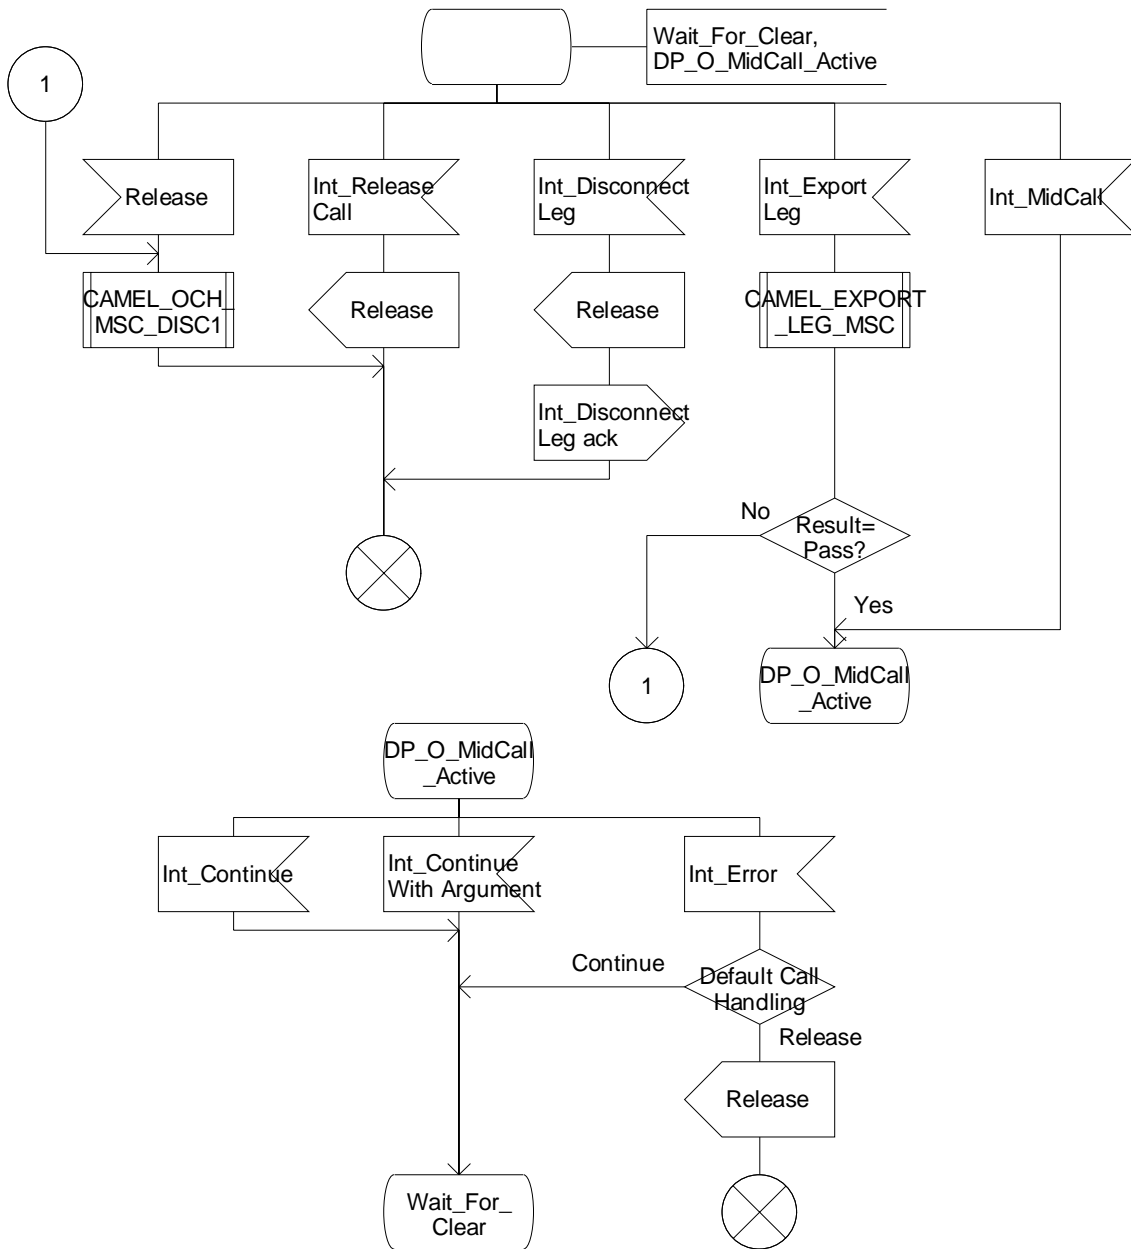 Wait_For_Clear,
DP_O_MidCall_Active
1
Release
Int_Release
Call
Int_Disconnect
Leg
Int_Export
Leg
Int_MidCall
CAMEL_OCH_
MSC_DISC1
Release
Release
CAMEL_EXPORT
_LEG_MSC
Int_Disconnect
Leg ack
No
Result=
Pass?
Yes
1
DP_O_MidCall
_Active
DP_O_MidCall
_Active
Int_Continue
Int_Continue
With Argument
Int_Error
Continue
Default Call
Handling
Release
Release
Wait_For_
Clear